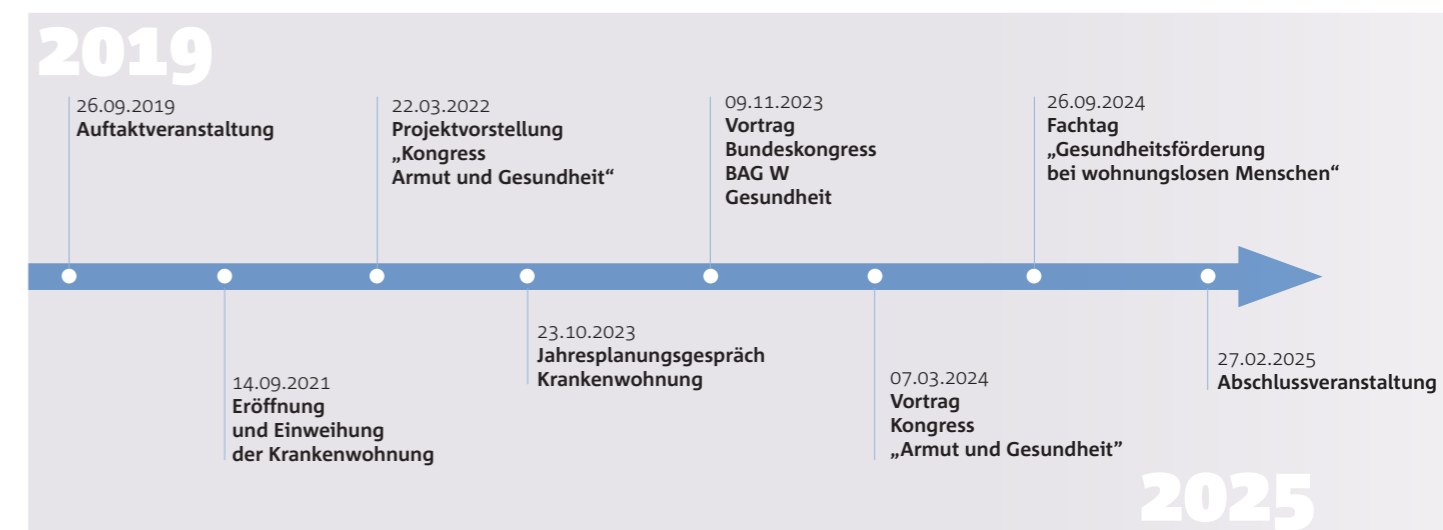 2019
26.09.2019
Auftaktveranstaltung
22.03.2022
Projektvorstellung
„Kongress
Armut und Gesundheit“
09.11.2023
Vortrag
Bundeskongress
BAG W
Gesundheit
26.09.2024
Fachtag
„Gesundheitsförderung
bei wohnungslosen Menschen“
14.09.2021
Eröffnung
und Einweihung
der Krankenwohnung
23.10.2023
Jahresplanungsgespräch
Krankenwohnung
07.03.2024
Vortrag
Kongress
„Armut und Gesundheit”
27.02.2025
Abschlussveranstaltung
2025